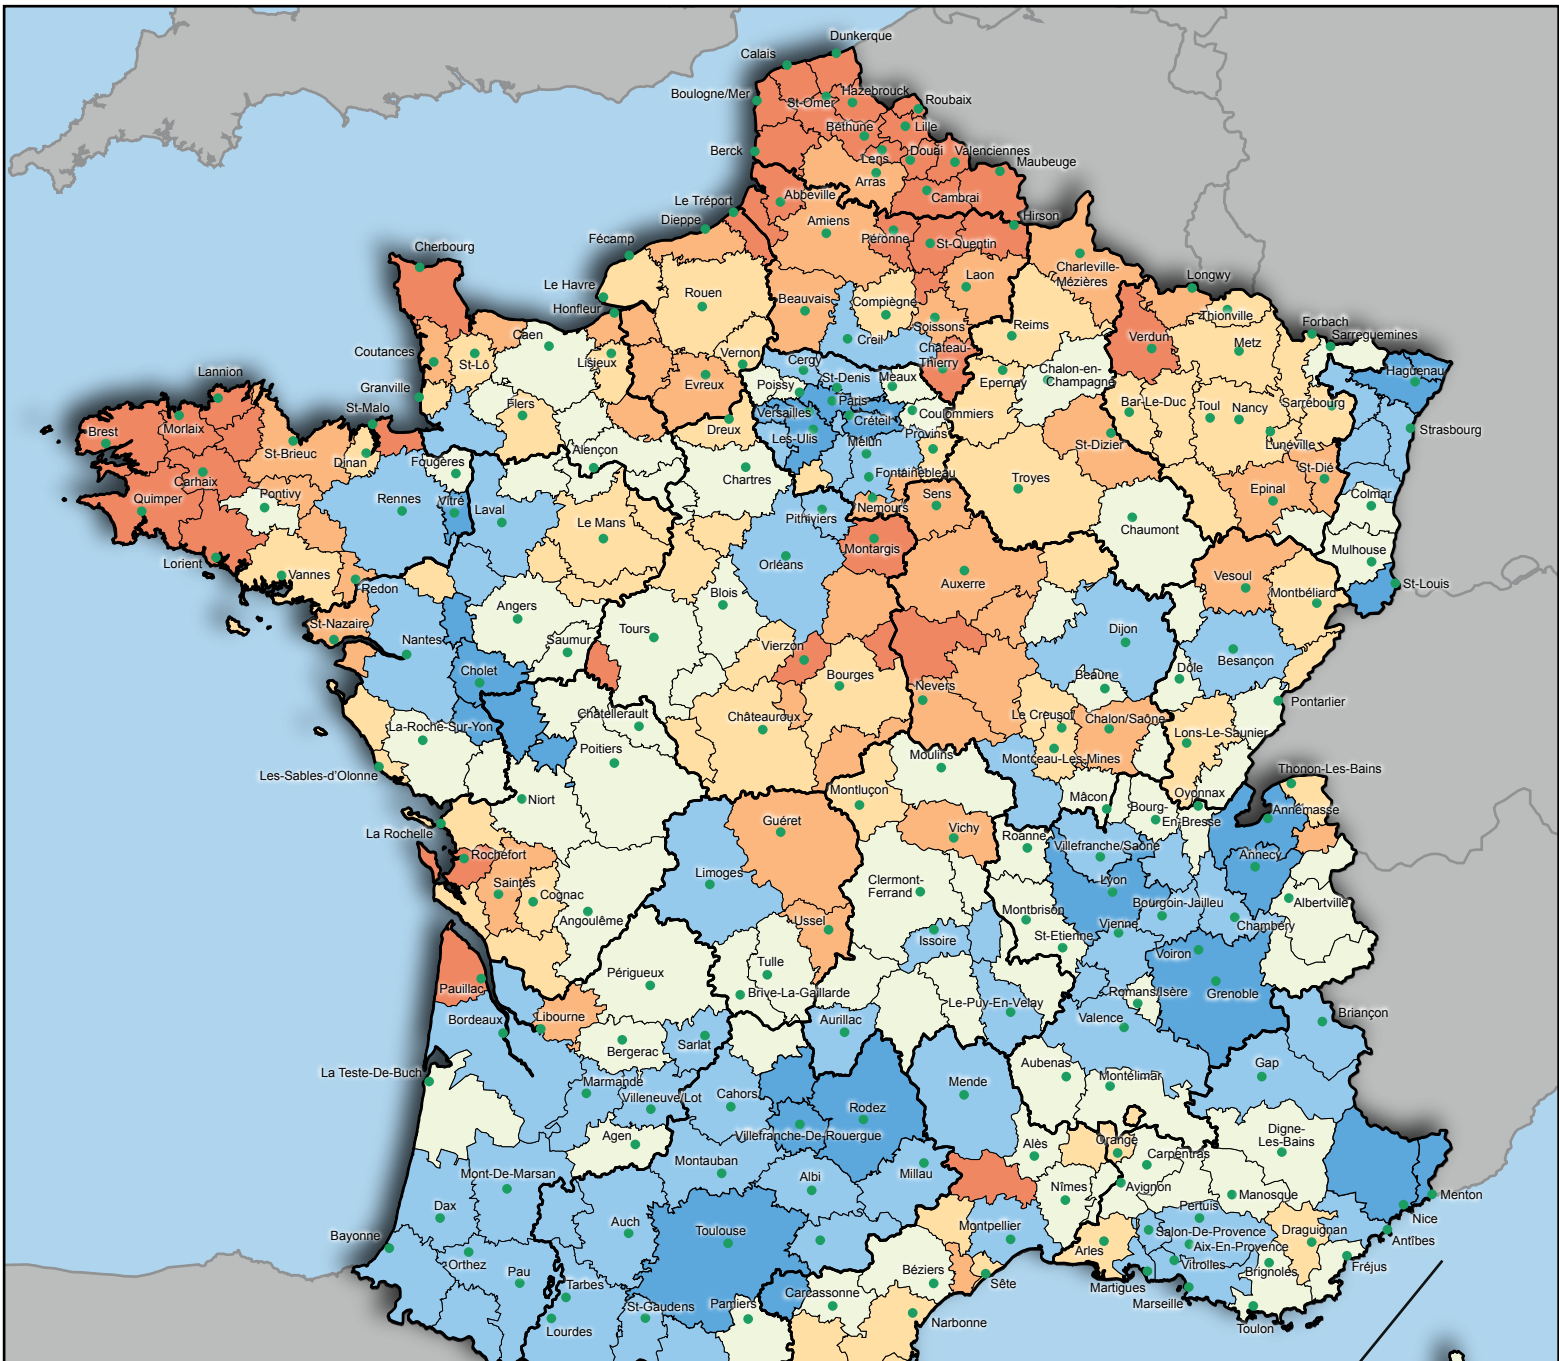 Dunkerque
Calais
Boulogne/Mer
Hazebrouck
St-Omer
Roubaix
Béthune
Lille
Berck
Lens
Douai
Valenciennes
Maubeuge
Arras
Le Tréport
Abbeville
Cambrai
Dieppe
Amiens
Hirson
Fécamp
Péronne
St-Quentin
Cherbourg
Charleville-
Mézières
Laon
Longwy
Le Havre
Rouen
Beauvais
Compiègne
Honfleur
Thionville
Soissons
Reims
Forbach
Sarreguemines
Caen
Verdun
Metz
Creil
Coutances
St-Lô
Lisieux
Vernon
Cergy
Château-
Thierry
Lannion
Evreux
Poissy
St-Denis
Meaux
Epernay
Chalon-en-
Champagne
Haguenau
Granville
Paris
St-Malo
Flers
Versailles
Créteil
Coulommiers
Bar-Le-Duc
Toul
Nancy
Sarrebourg
Brest
Morlaix
Dreux
Les-Ulis
Melun
Provins
Strasbourg
St-Brieuc
Dinan
Fougères
Alençon
St-Dizier
Lunéville
Carhaix
Chartres
Fontainebleau
St-Dié
Quimper
Pontivy
Rennes
Vitré
Laval
Sens
Troyes
Epinal
Colmar
Nemours
Le Mans
Pithiviers
Chaumont
Montargis
Mulhouse
Lorient
Orléans
Vannes
Auxerre
Vesoul
St-Louis
Redon
Blois
Montbéliard
Angers
St-Nazaire
Tours
Dijon
Nantes
Saumur
Vierzon
Besançon
Cholet
Bourges
Beaune
Dôle
Nevers
Pontarlier
La-Roche-Sur-Yon
Châtellerault
Châteauroux
Le Creusot
Chalon/Saône
Lons-Le-Saunier
Poitiers
Moulins
Montceau-Les-Mines
Les-Sables-d'Olonne
Thonon-Les-Bains
Niort
Montluçon
Mâcon
Bourg-
En-Bresse
Oyonnax
Annemasse
La Rochelle
Guéret
Vichy
Roanne
Villefranche/Saône
Rochefort
Annecy
Limoges
Clermont-
Ferrand
Saintes
Lyon
Cognac
Montbrison
Bourgoin-Jailleu
Albertville
Angoulême
Ussel
Vienne
Chambéry
St-Etienne
Issoire
Voiron
Tulle
Périgueux
Pauillac
Brive-La-Gaillarde
Le-Puy-En-Velay
Romans/Isère
Grenoble
Bordeaux
Libourne
Aurillac
Valence
Briançon
Sarlat
Bergerac
La Teste-De-Buch
Aubenas
Gap
Marmande
Mende
Montélimar
Villeneuve/Lot
Cahors
Rodez
Agen
Villefranche-De-Rouergue
Alès
Orange
Digne-
Les-Bains
Carpentras
Mont-De-Marsan
Montauban
Albi
Millau
Nîmes
Avignon
Manosque
Menton
Dax
Pertuis
Nice
Auch
Toulouse
Montpellier
Salon-De-Provence
Draguignan
Bayonne
Arles
Aix-En-Provence
Antibes
Orthez
Pau
Béziers
Vitrolles
Brignoles
Fréjus
Tarbes
Sête
Martigues
Carcassonne
St-Gaudens
Pamiers
Marseille
Lourdes
Narbonne
Toulon